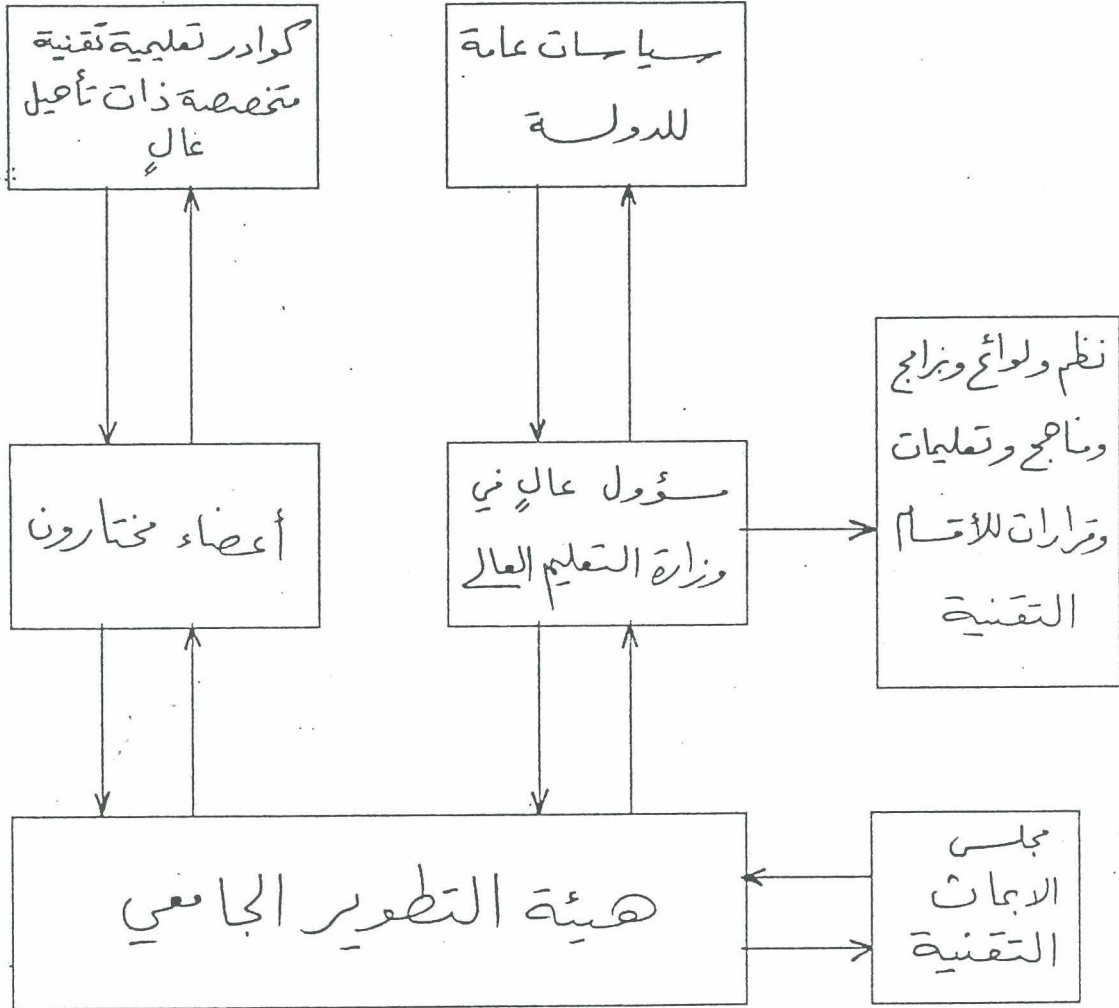 سياسات عامة
للدولة
كوادر تعليمية تقنية
متخصصة ذات تأهيل
غالٍ
نظم ولوائح وبرامج
ومناهج وتعليمات
وقرارات للأقسام
التقنية
مسؤول عالٍ في
وزارة التعليم العالي
أعضاء مختارون
مجلس
الابحاث
التقنية
هيئة التطوير الجامعي